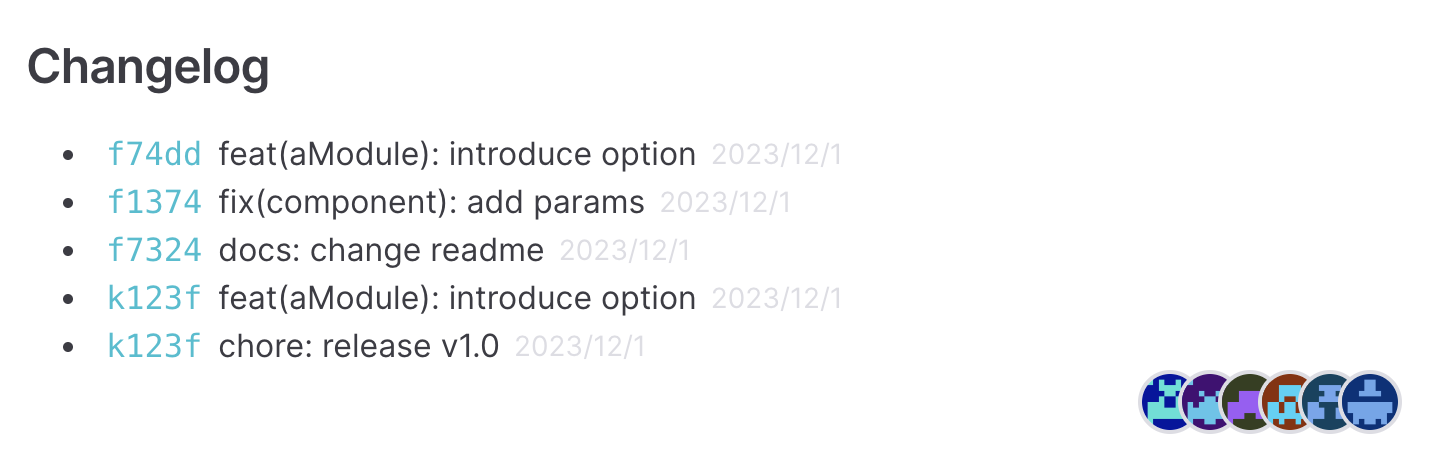 Changelog
• f74dd feat(aModule): introduce option 2023/12/1
• f1374 fix(component): add params 2023/12/1
• f7324 docs: change readme 2023/12/1
• k123f feat(aModule): introduce option 2023/12/1
• k123f chore: release v1.0 2023/12/1